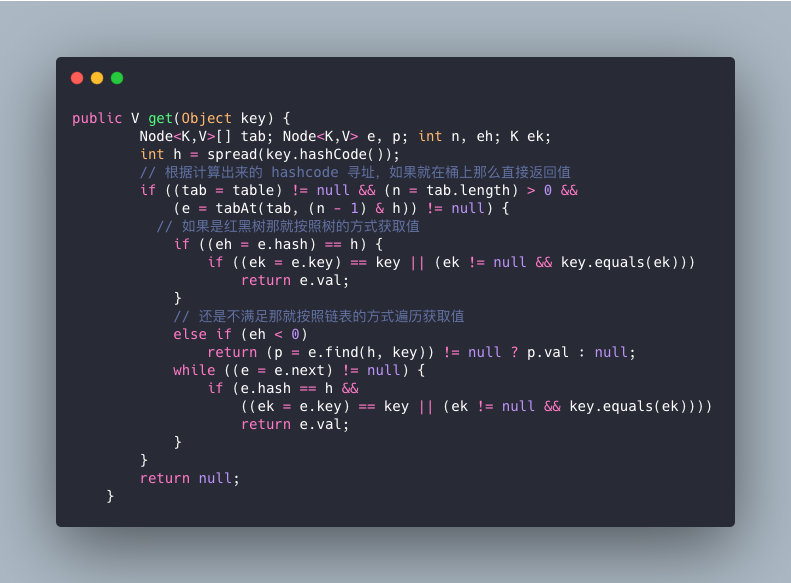 public V get(Object key) {
        Node<K,V>[] tab; Node<K,V> e, p; int n, eh; K ek;
        int h = spread(key.hashCode());
        // 根据计算出来的 hashcode 寻址，如果就在桶上那么直接返回值
        if ((tab = table) != null && (n = tab.length) > 0 &&
            (e = tabAt(tab, (n - 1) & h)) != null) {
          // 如果是红黑树那就按照树的方式获取值
            if ((eh = e.hash) == h) {
                if ((ek = e.key) == key || (ek != null && key.equals(ek)))
                    return e.val;
            }
            // 还是不满足那就按照链表的方式遍历获取值
            else if (eh < 0)
                return (p = e.find(h, key)) != null ? p.val : null;
            while ((e = e.next) != null) {
                if (e.hash == h &&
                    ((ek = e.key) == key || (ek != null && key.equals(ek))))
                    return e.val;
            }
        }
        return null;
    }